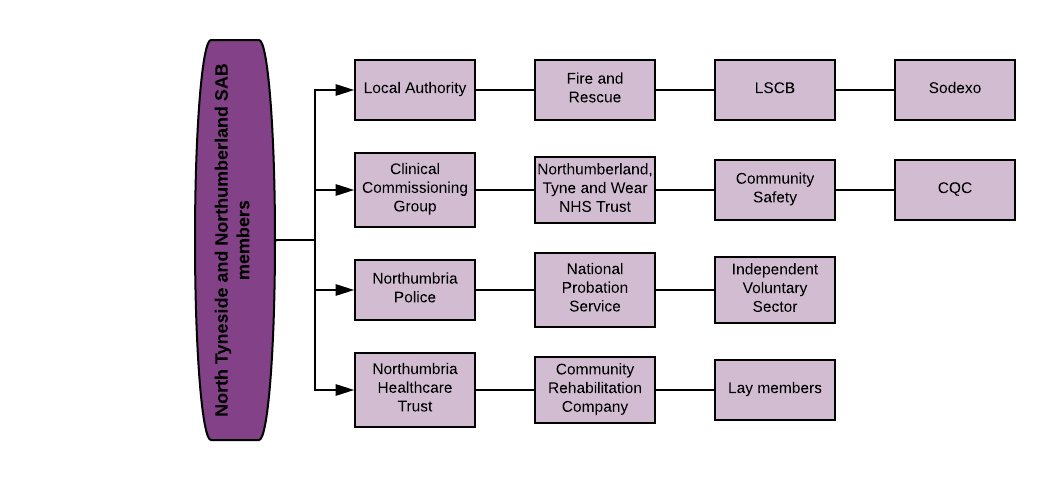 North Tyneside and Northumberland SAB
members
Local Authority
Fire and
Rescue
LSCB
Sodexo
Clinical
Commissioning
Group
Northumberland,
Tyne and Wear
NHS Trust
Community
Safety
CQC
Northumbria
Police
National
Probation
Service
Independent
Voluntary
Sector
Northumbria
Healthcare
Trust
Community
Rehabilitation
Company
Lay members